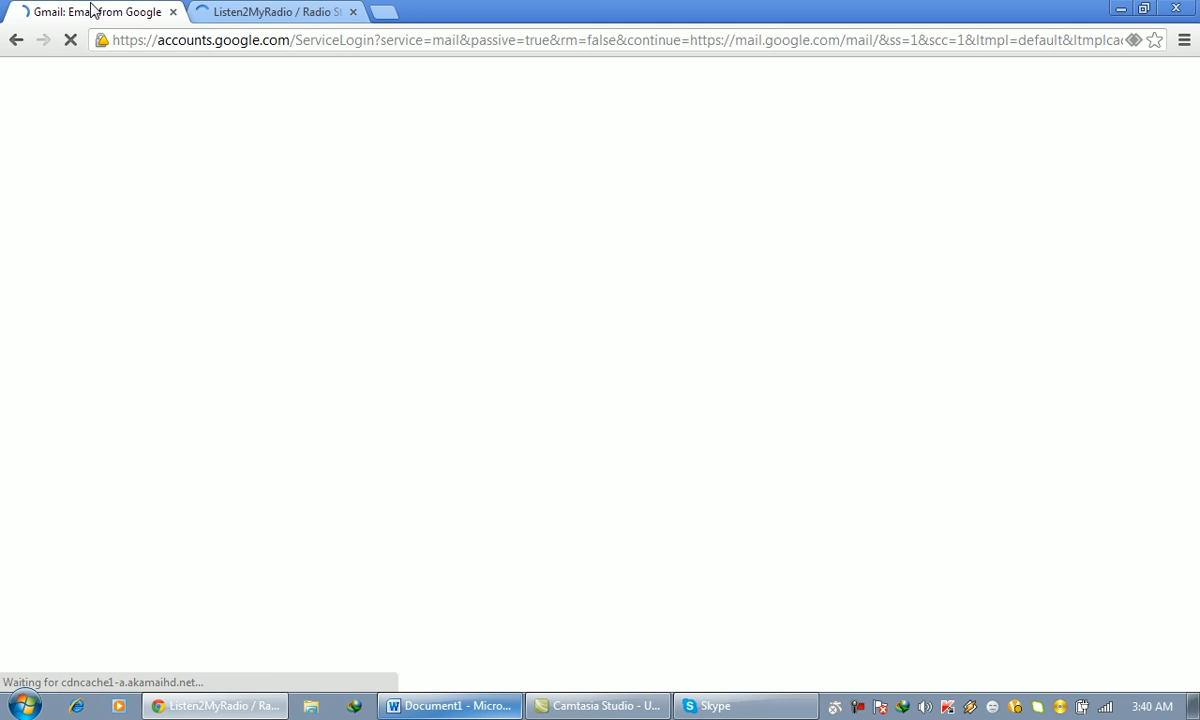 Gmail: Email from Google
Listen2MyRadio / Radio St
https://accounts.google.com/ServiceLogin?service=mail&passive=true&rm=false&continue=https://mail.google.com/mail/&ss=1&scc=1&ltmpl=default&ltmplcac
Waiting for cdncache1-a.akamaihd.net...
Listen2MyRadio / Ra...
Document1 - Micro...
Camtasia Studio - U...
Skype
3:40 AM